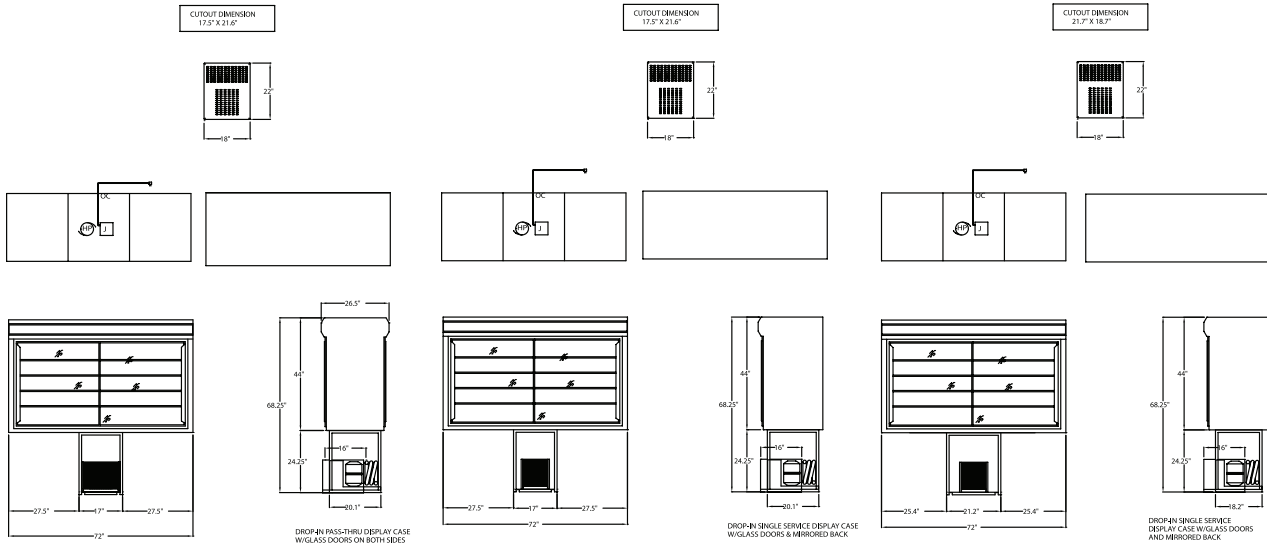 CUTOUT DIMENSION
17.5" X 21.6"
22"
18"
OC
HP
J
26.5"
44"
68.25"
24.25"
16"
20.1"
27.5"
17"
27.5"
72"
DROP-IN PASS-THRU DISPLAY CASE
W/GLASS DOORS ON BOTH SIDES
CUTOUT DIMENSION
17.5" X 21.6"
22"
18"
OC
HP
J
44"
68.25"
24.25"
16"
20.1"
27.5"
17"
27.5"
72"
DROP-IN SINGLE SERVICE DISPLAY CASE
W/GLASS DOORS & MIRRORED BACK
CUTOUT DIMENSION
21.7" X 18.7"
22"
18"
OC
HP
J
44"
68.25"
24.25"
16"
18.2"
25.4"
21.2"
25.4"
72"
DROP-IN SINGLE SERVICE
DISPLAY CASE W/GLASS DOORS
AND MIRRORED BACK